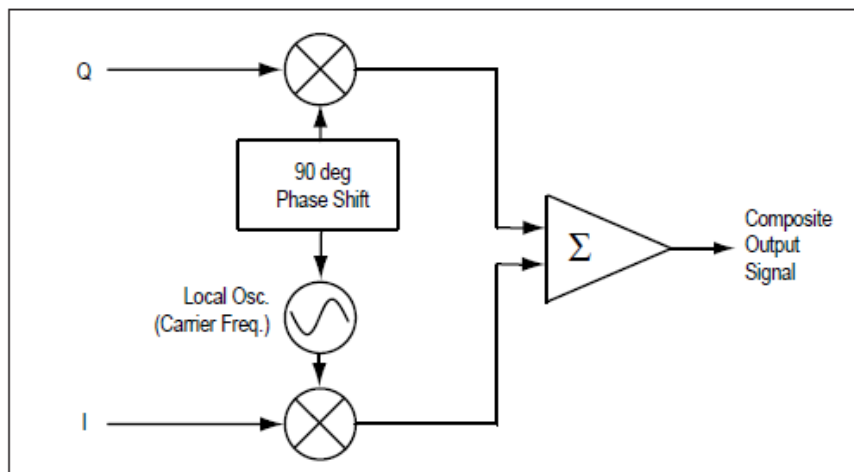 Q
90 deg
Phase Shift
Local Osc.
(Carrier Freq.)
Σ
Composite
Output
Signal
I